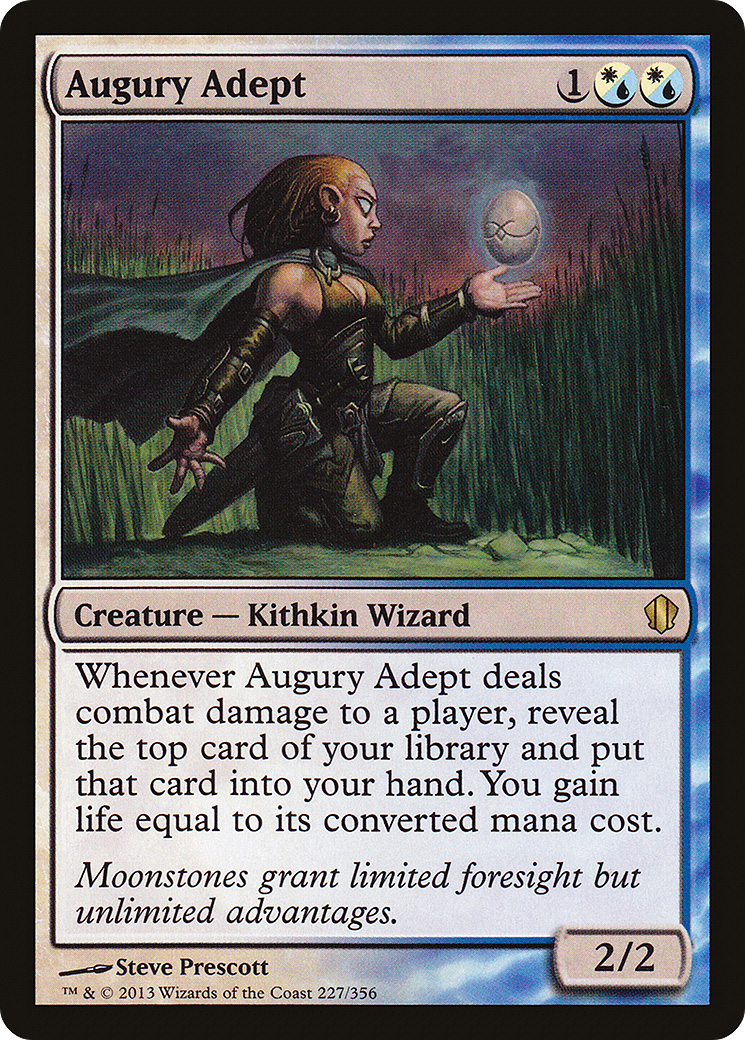 Augury Adept 1
Creature — Kithkin Wizard
Whenever Augury Adept deals
combat damage to a player, reveal
the top card of your library and put
that card into your hand. You gain
life equal to its converted mana cost.
Moonstones grant limited foresight but
unlimited advantages.
2/2
Steve Prescott
™ & © 2013 Wizards of the Coast 227/356